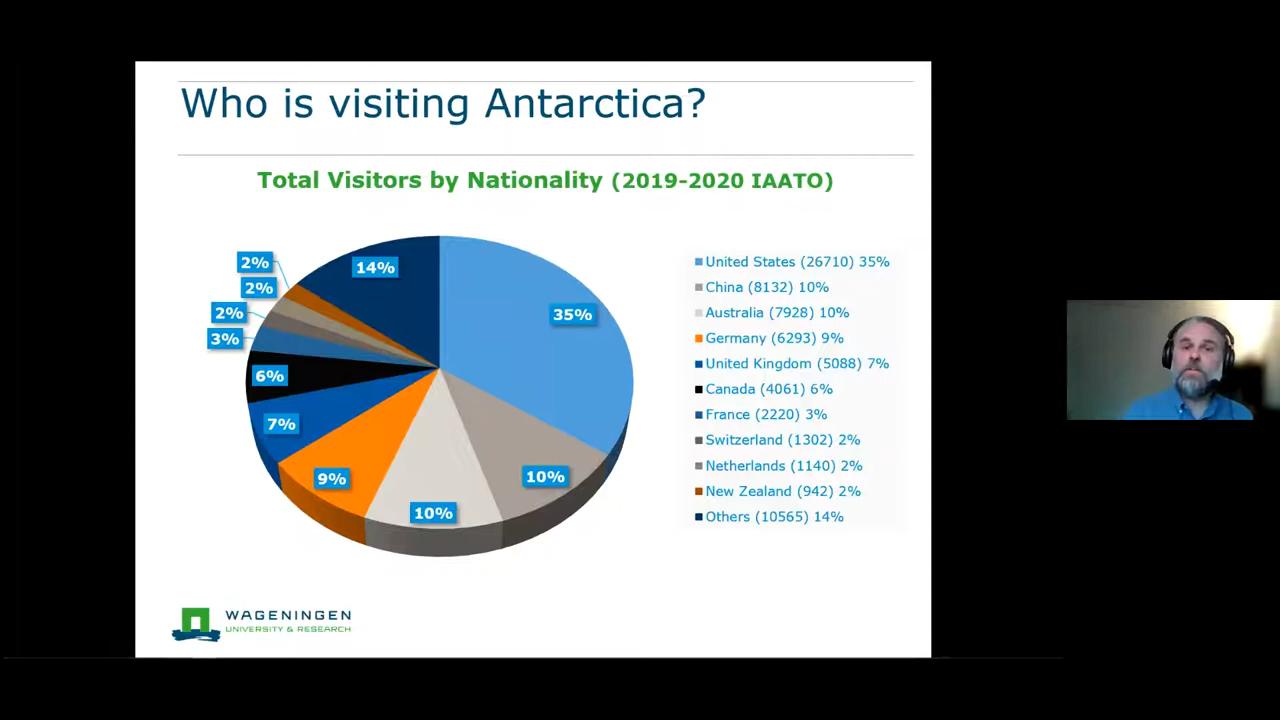 Who is visiting Antarctica?
Total Visitors by Nationality (2019-2020 IAATO)
2%
14%
2%
2%
35%
3%
6%
7%
9%
10%
10%
United States (26710) 35%
China (8132) 10%
Australia (7928) 10%
Germany (6293) 9%
United Kingdom (5088) 7%
Canada (4061) 6%
France (2220) 3%
Switzerland (1302) 2%
Netherlands (1140) 2%
New Zealand (942) 2%
Others (10565) 14%
WAGENINGEN
UNIVERSITY & RESEARCH